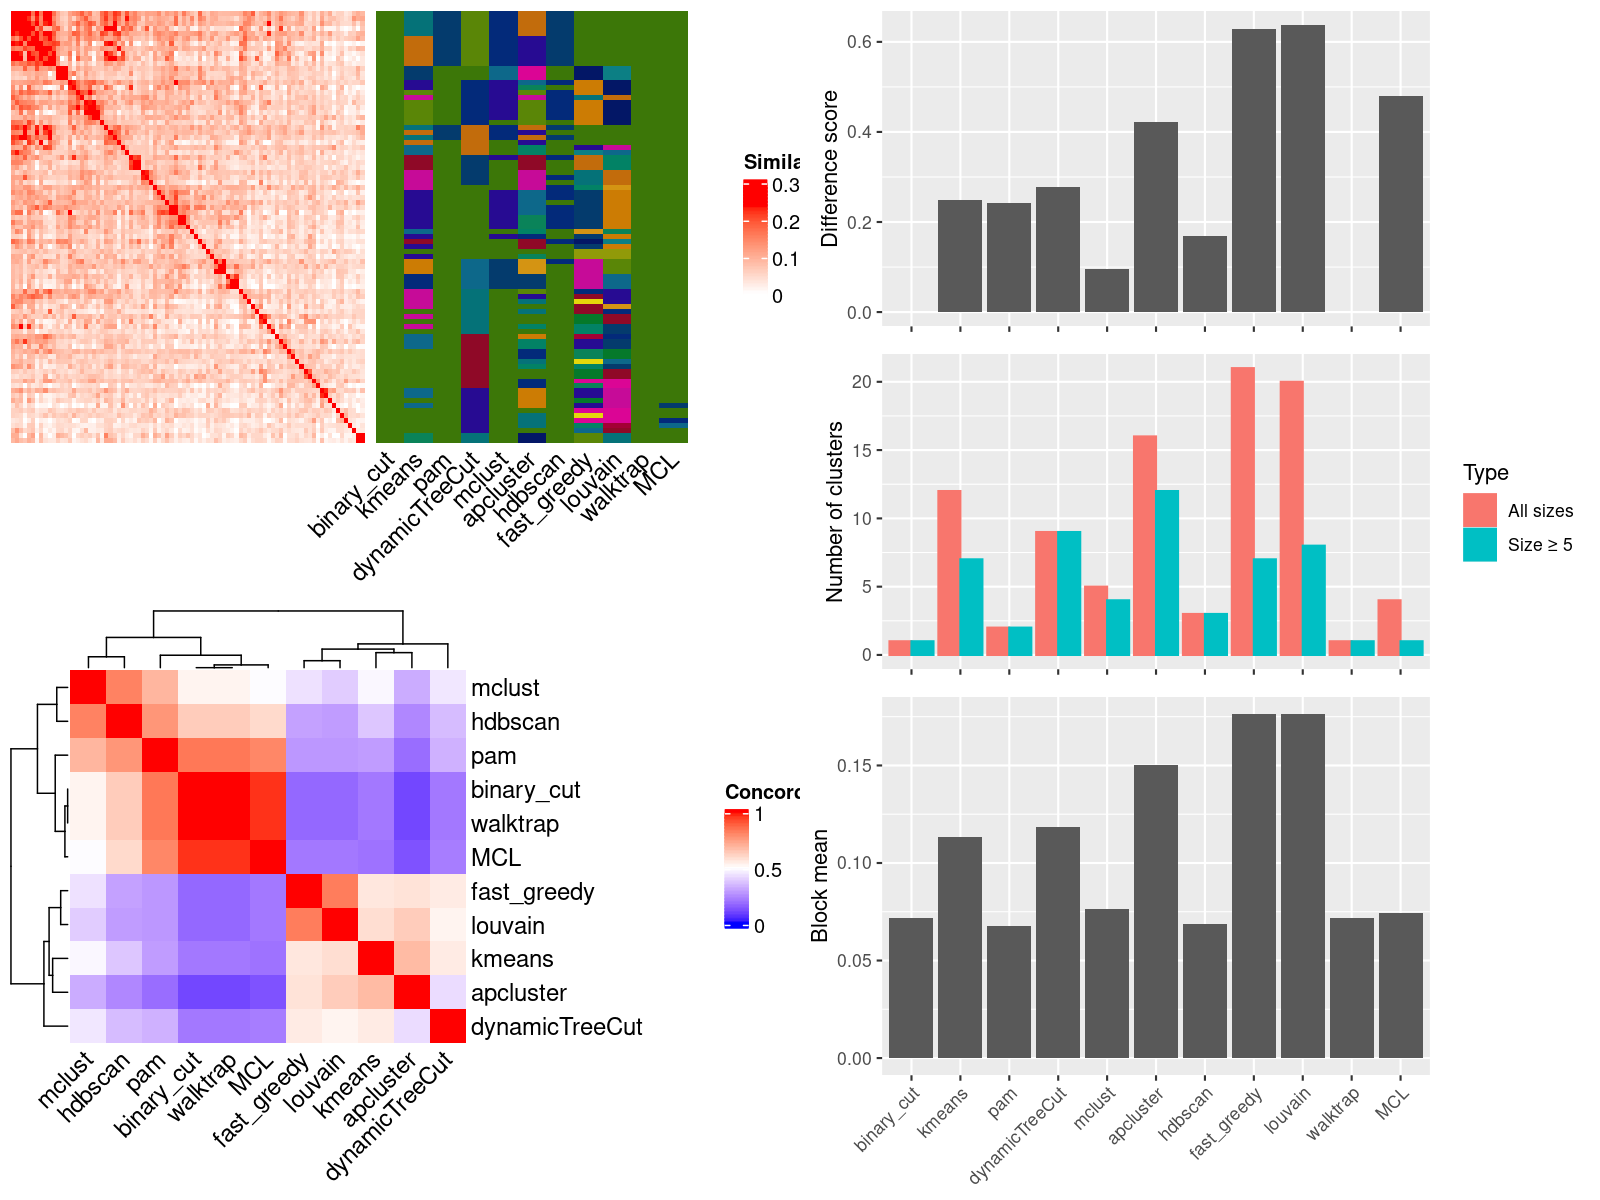 Simila
0.3
0.2
0.1
0
binary_cut
kmeans
pam
dynamicTreeCut
mclust
apcluster
hdbscan
fast_greedy
louvain
walktrap
MCL
Difference score
0.6
0.4
0.2
0.0
Number of clusters
20
15
10
5
0
Type
All sizes
Size ≥ 5
mclust
hdbscan
pam
binary_cut
walktrap
MCL
fast_greedy
louvain
kmeans
apcluster
dynamicTreeCut
mclust
hdbscan
pam
binary_cut
walktrap
MCL
fast_greedy
louvain
kmeans
apcluster
dynamicTreeCut
Concord
1
0.5
0
Block mean
0.15
0.10
0.05
0.00
binary_cut
kmeans
pam
dynamicTreeCut
mclust
apcluster
hdbscan
fast_greedy
louvain
walktrap
MCL